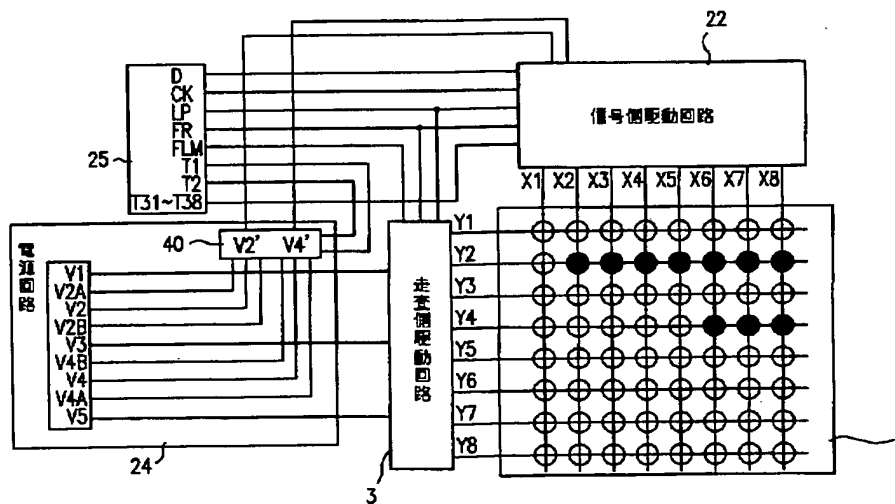 22
D
CK
LP
FR
FLM
T1
T2
T31~T38
25
信号側駆動回路
X1 X2 X3 X4 X5 X6 X7 X8
電源回路
40
V2' V4'
V1
V2A
V2
V2B
V3
V4B
V4
V4A
V5
24
走査側駆動回路
3
Y1
Y2
Y3
Y4
Y5
Y6
Y7
Y8